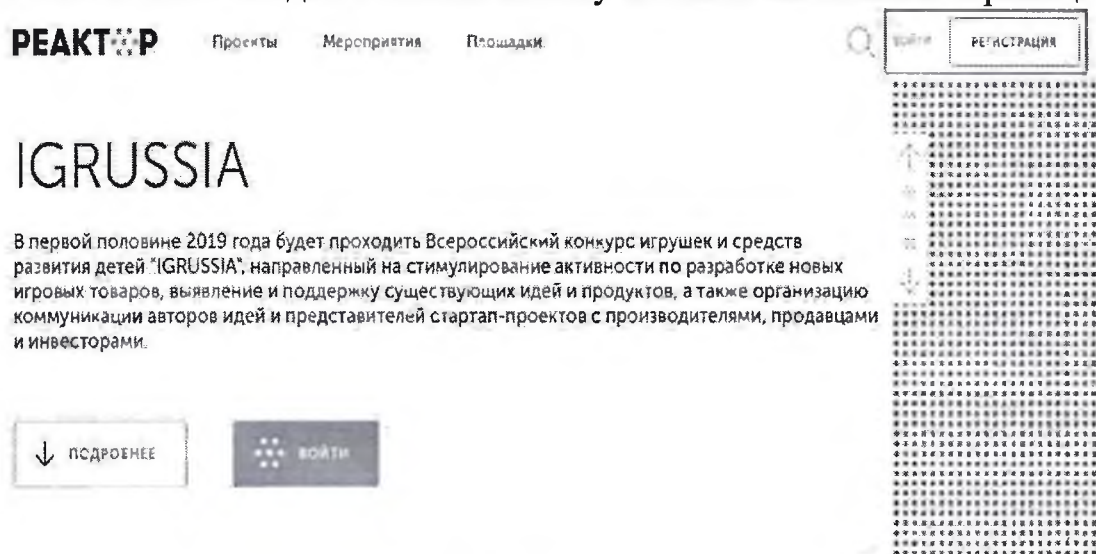 РЕАКТОР Проекты Мероприятия Площадки Войти РЕГИСТРАЦИЯ
IGRUSSIA
В первой половине 2019 года будет проходить Всероссийский конкурс игрушек и средств
развития детей "IGRUSSIA", направленный на стимулирование активности по разработке новых
игровых товаров, выявление и поддержку существующих идей и продуктов, а также организацию
коммуникации авторов идей и представителей стартап-проектов с производителями, продавцами
и инвесторами.
ПОДРОБНЕЕ ВОЙТИ